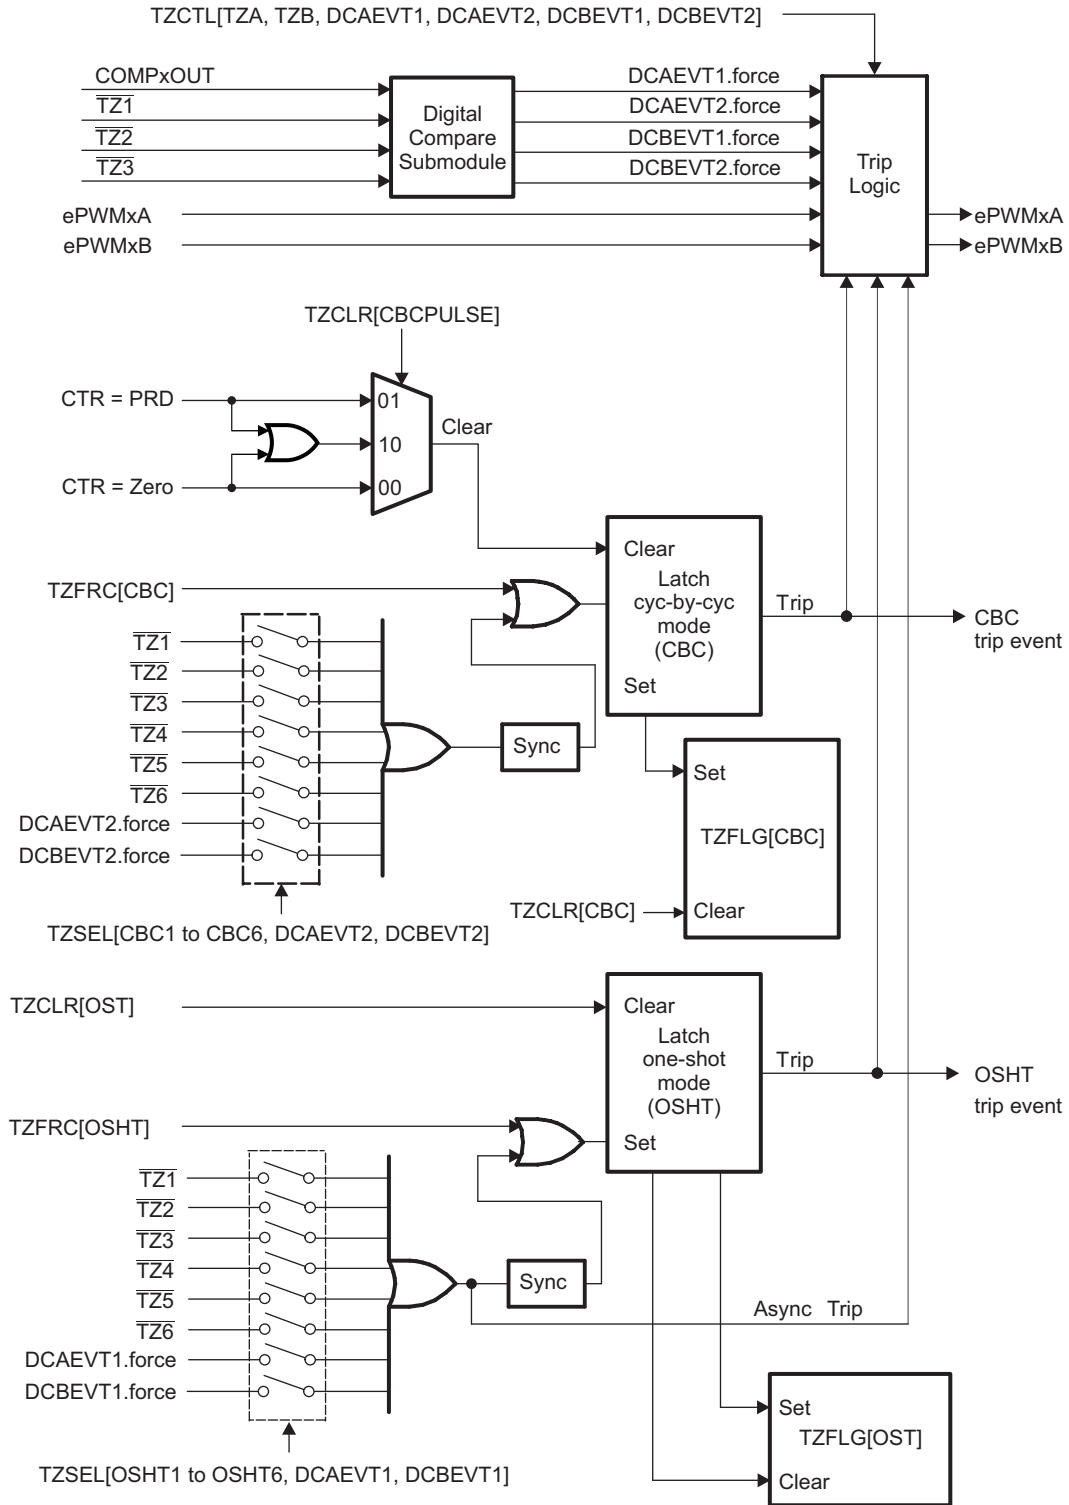 TZCTL[TZA, TZB, DCAEVT1, DCAEVT2, DCBEVT1, DCBEVT2]
COMPxOUT
TZ1
TZ2
TZ3
Digital
Compare
Submodule
DCAEVT1.force
DCAEVT2.force
DCBEVT1.force
DCBEVT2.force
Trip
Logic
ePWMxA
ePWMxB
ePWMxA
ePWMxB
TZCLR[CBCPULSE]
CTR = PRD
CTR = Zero
01
10
00
Clear
TZFRC[CBC]
Clear
Latch
cyc-by-cyc
mode
(CBC)
Set
Trip
CBC
trip event
TZ1
TZ2
TZ3
TZ4
TZ5
TZ6
DCAEVT2.force
DCBEVT2.force
Sync
Set
TZFLG[CBC]
Clear
TZCLR[CBC]
TZSEL[CBC1 to CBC6, DCAEVT2, DCBEVT2]
TZCLR[OST]
Clear
Latch
one-shot
mode
(OSHT)
Set
Trip
OSHT
trip event
TZFRC[OSHT]
TZ1
TZ2
TZ3
TZ4
TZ5
TZ6
DCAEVT1.force
DCBEVT1.force
Sync
Async Trip
Set
TZFLG[OST]
Clear
TZSEL[OSHT1 to OSHT6, DCAEVT1, DCBEVT1]